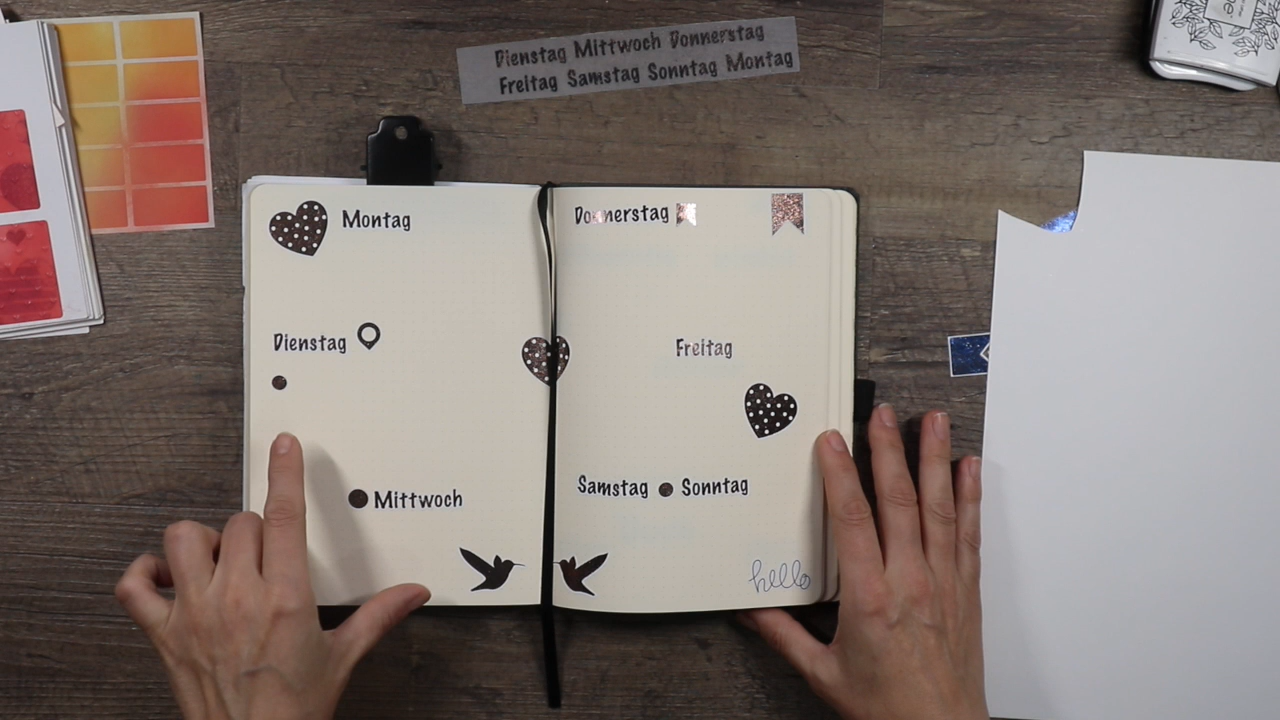 Dienstag Mittwoch Donnerstag
Freitag Samstag Sonntag Montag
Montag
Dienstag
Mittwoch
Donnerstag
Freitag
Samstag Sonntag
hello